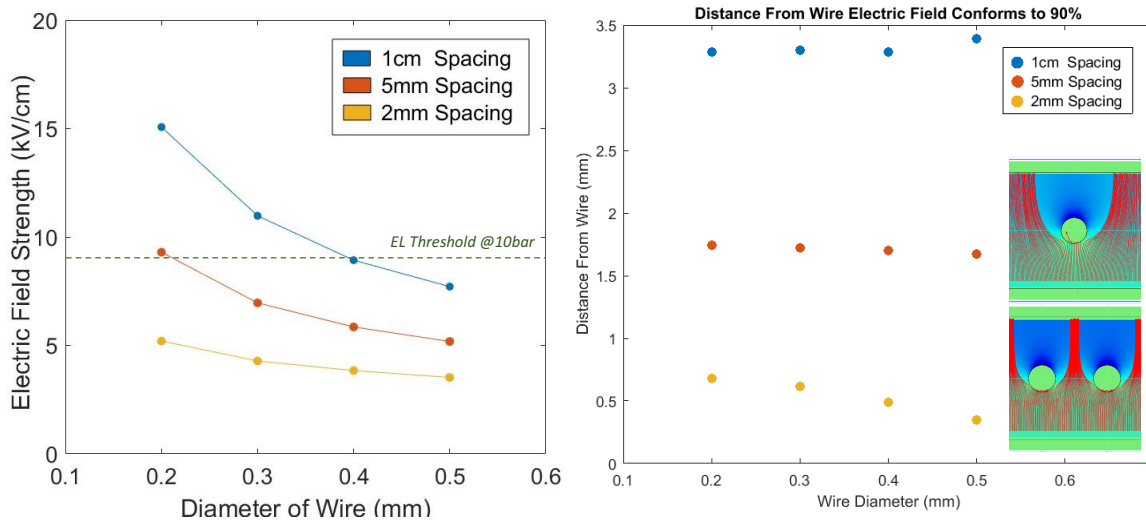 20
15
10
5
0
0.1 0.2 0.3 0.4 0.5 0.6
Electric Field Strength (kV/cm)
Diameter of Wire (mm)
1cm Spacing
5mm Spacing
2mm Spacing
EL Threshold @10bar
Distance From Wire Electric Field Conforms to 90%
3.5
3
2.5
2
1.5
1
0.5
0
0.1 0.2 0.3 0.4 0.5 0.6
Distance From Wire (mm)
Wire Diameter (mm)
1cm Spacing
5mm Spacing
2mm Spacing